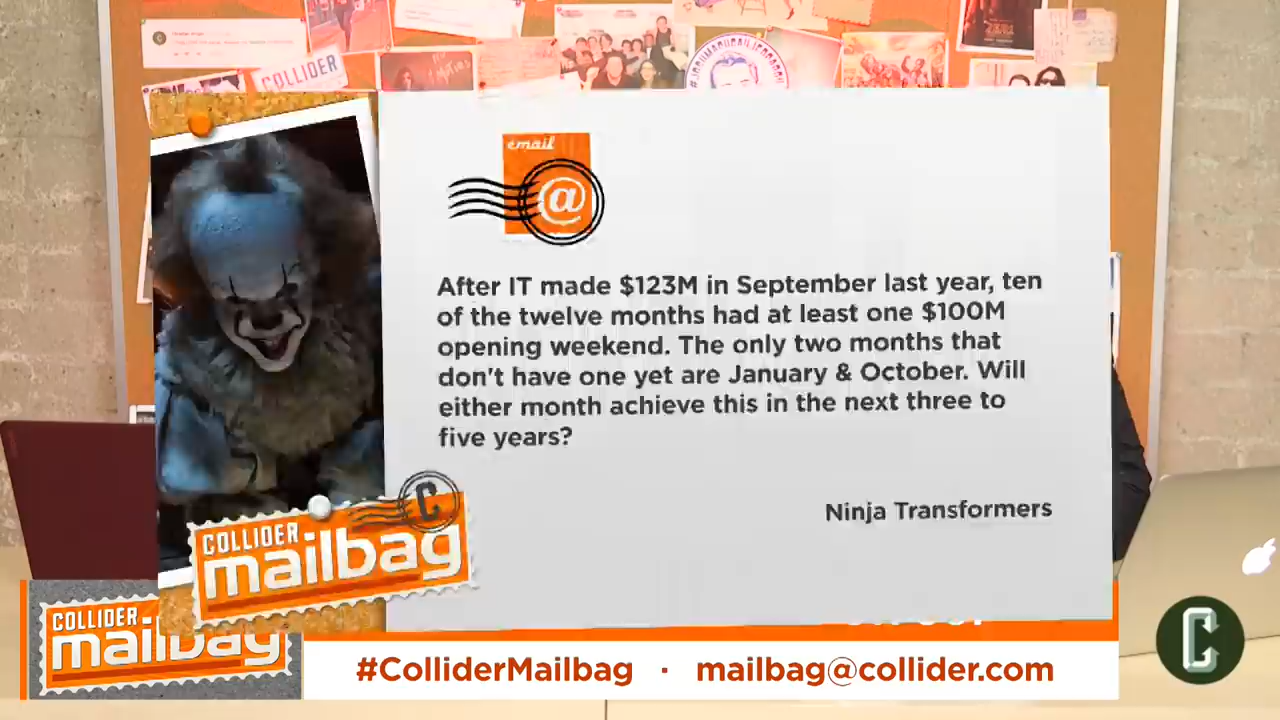 COLLIDER
email
@
After IT made $123M in September last year, ten
of the twelve months had at least one $100M
opening weekend. The only two months that
don't have one yet are January & October. Will
either month achieve this in the next three to
five years?
Ninja Transformers
C
COLLIDER
mailbag
COLLIDER
mailbag
#ColliderMailbag · mailbag@collider.com
C